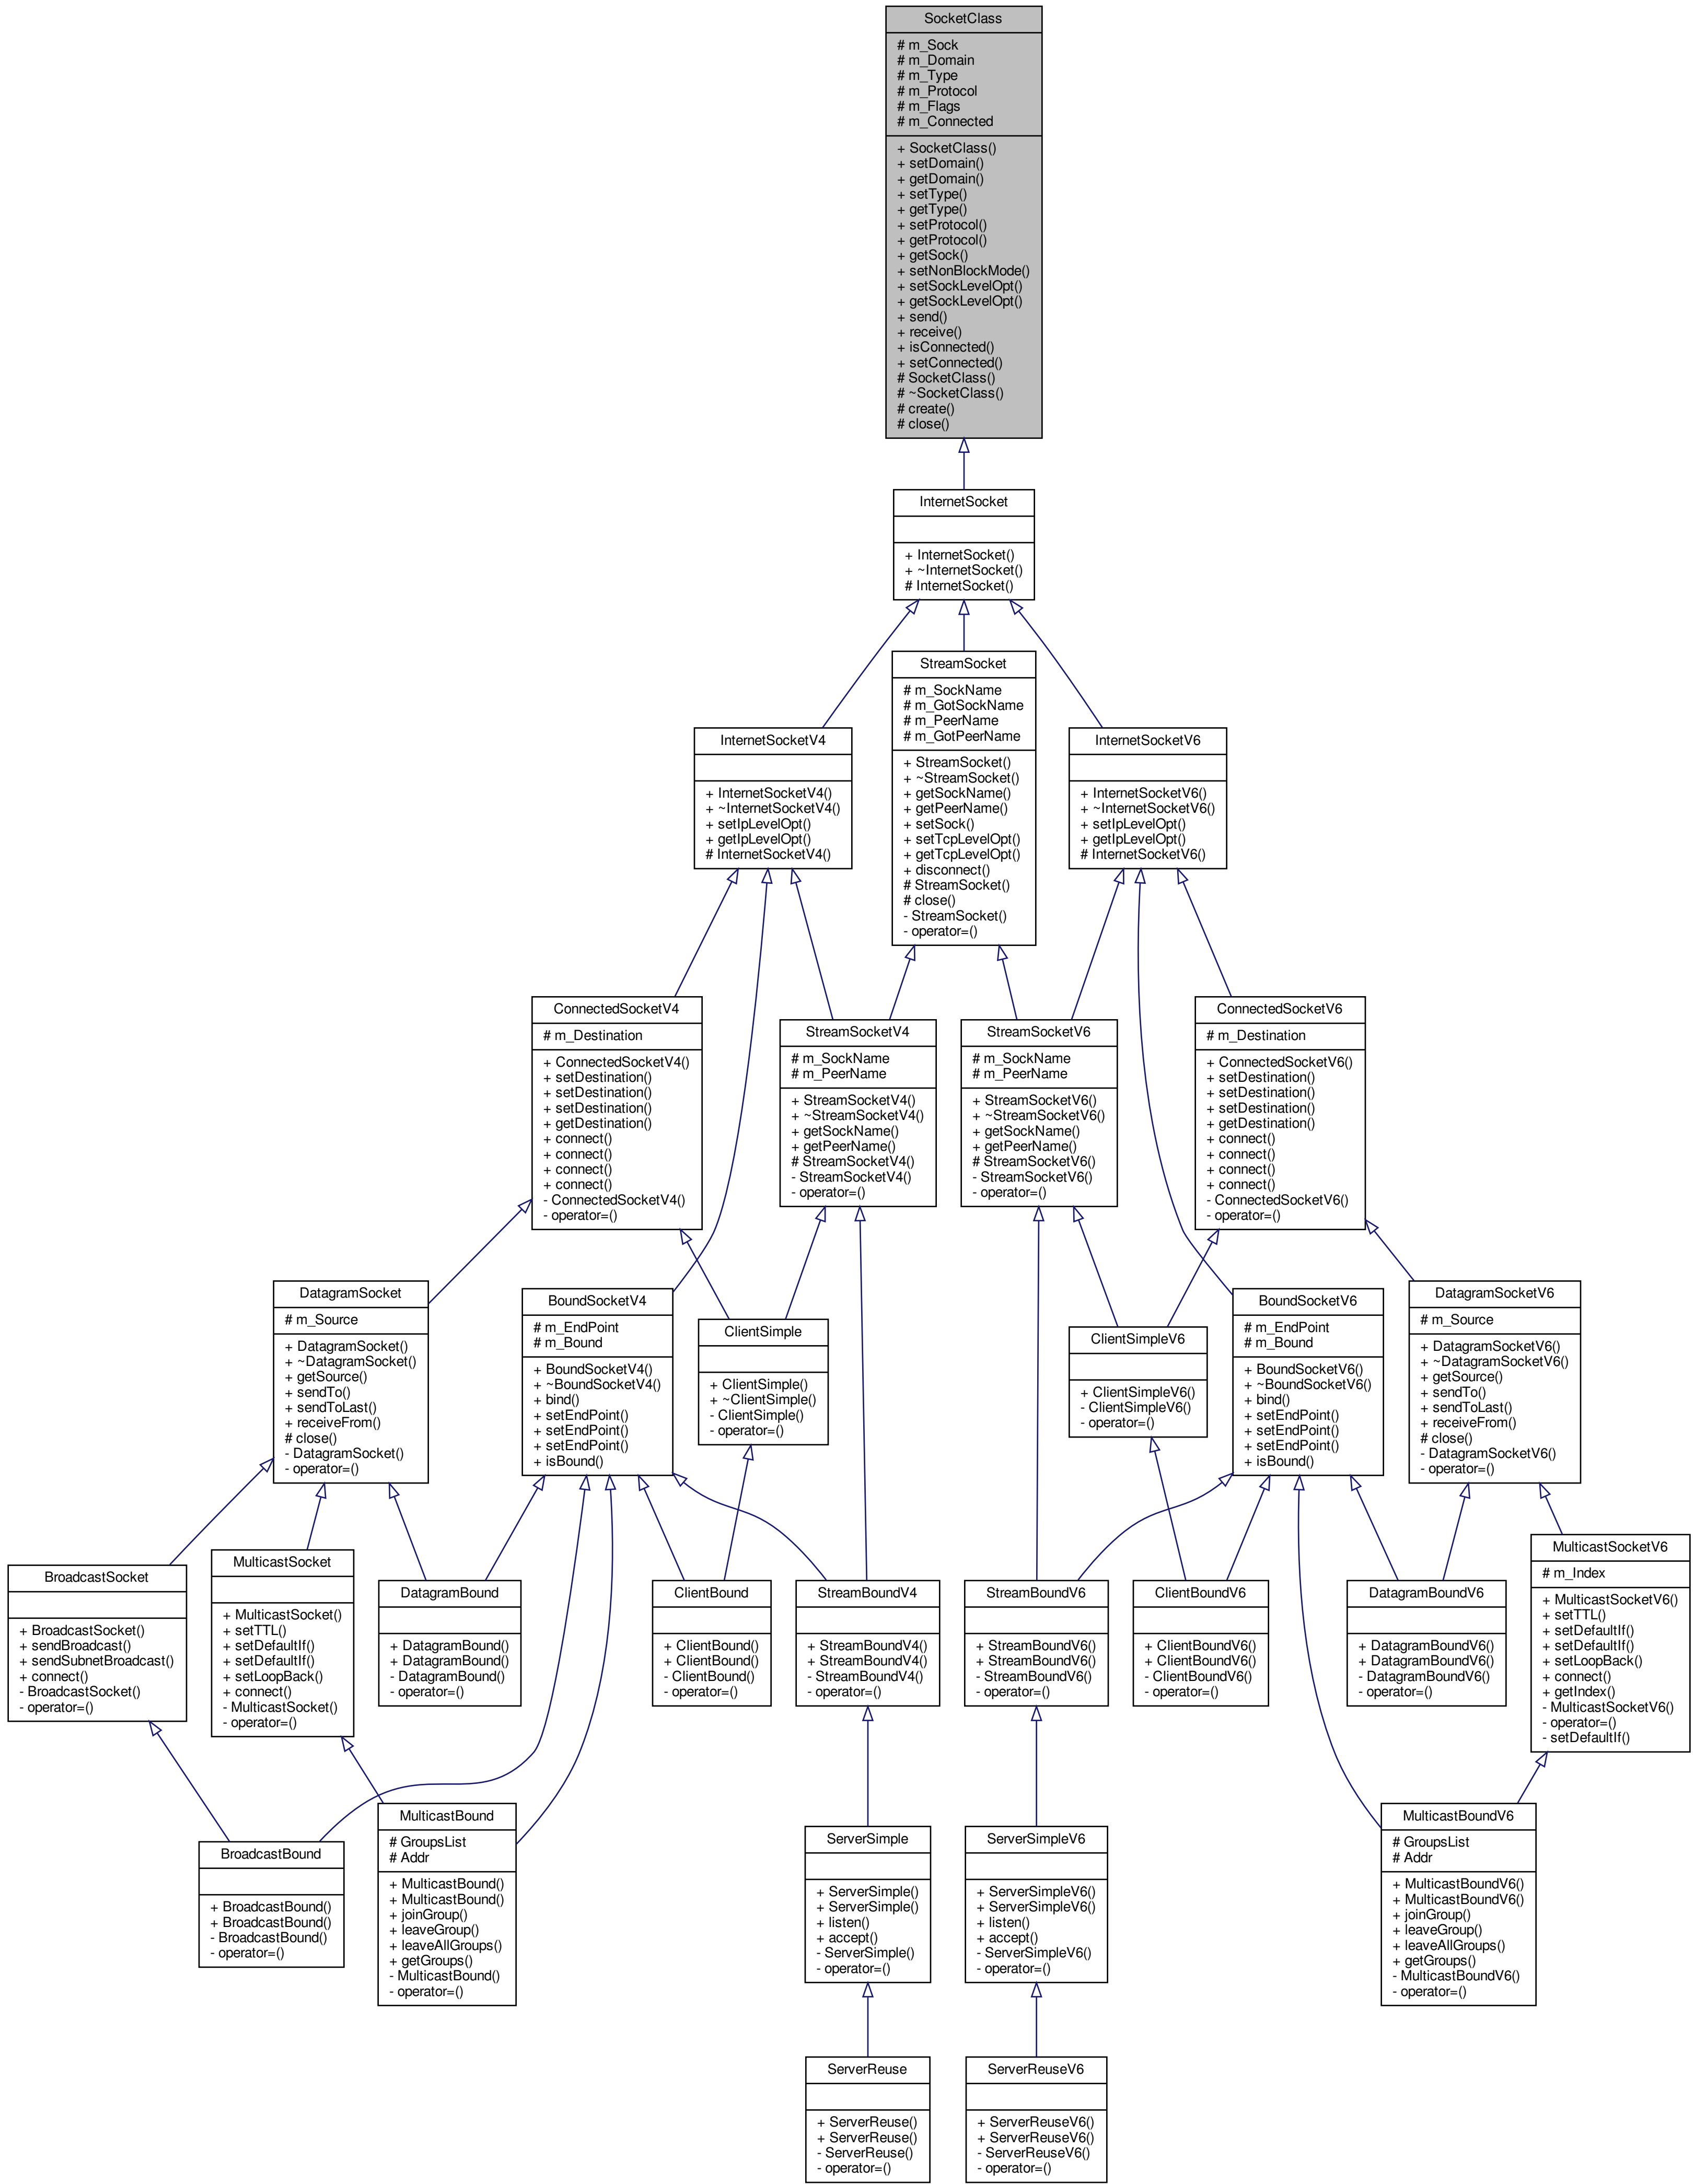 SocketClass
# m_Sock
# m_Domain
# m_Type
# m_Protocol
# m_Flags
# m_Connected
+ SocketClass()
+ setDomain()
+ getDomain()
+ setType()
+ getType()
+ setProtocol()
+ getProtocol()
+ getSock()
+ setNonBlockMode()
+ setSockLevelOpt()
+ getSockLevelOpt()
+ send()
+ receive()
+ isConnected()
+ setConnected()
# SocketClass()
# ~SocketClass()
# create()
# close()
InternetSocket
+ InternetSocket()
+ ~InternetSocket()
# InternetSocket()
StreamSocket
# m_SockName
# m_GotSockName
# m_PeerName
# m_GotPeerName
+ StreamSocket()
+ ~StreamSocket()
+ getSockName()
+ getPeerName()
+ setSock()
+ setTcpLevelOpt()
+ getTcpLevelOpt()
+ disconnect()
# StreamSocket()
# close()
- StreamSocket()
- operator=()
InternetSocketV4
+ InternetSocketV4()
+ ~InternetSocketV4()
+ setIpLevelOpt()
+ getIpLevelOpt()
# InternetSocketV4()
InternetSocketV6
+ InternetSocketV6()
+ ~InternetSocketV6()
+ setIpLevelOpt()
+ getIpLevelOpt()
# InternetSocketV6()
ConnectedSocketV4
# m_Destination
+ ConnectedSocketV4()
+ setDestination()
+ setDestination()
+ setDestination()
+ getDestination()
+ connect()
+ connect()
+ connect()
+ connect()
- ConnectedSocketV4()
- operator=()
StreamSocketV4
# m_SockName
# m_PeerName
+ StreamSocketV4()
+ ~StreamSocketV4()
+ getSockName()
+ getPeerName()
# StreamSocketV4()
- StreamSocketV4()
- operator=()
StreamSocketV6
# m_SockName
# m_PeerName
+ StreamSocketV6()
+ ~StreamSocketV6()
+ getSockName()
+ getPeerName()
# StreamSocketV6()
- StreamSocketV6()
- operator=()
ConnectedSocketV6
# m_Destination
+ ConnectedSocketV6()
+ setDestination()
+ setDestination()
+ setDestination()
+ getDestination()
+ connect()
+ connect()
+ connect()
+ connect()
- ConnectedSocketV6()
- operator=()
DatagramSocket
# m_Source
+ DatagramSocket()
+ ~DatagramSocket()
+ getSource()
+ sendTo()
+ sendToLast()
+ receiveFrom()
# close()
- DatagramSocket()
- operator=()
BoundSocketV4
# m_EndPoint
# m_Bound
+ BoundSocketV4()
+ ~BoundSocketV4()
+ bind()
+ setEndPoint()
+ setEndPoint()
+ setEndPoint()
+ isBound()
ClientSimple
+ ClientSimple()
+ ~ClientSimple()
- ClientSimple()
- operator=()
ClientSimpleV6
+ ClientSimpleV6()
- ClientSimpleV6()
- operator=()
BoundSocketV6
# m_EndPoint
# m_Bound
+ BoundSocketV6()
+ ~BoundSocketV6()
+ bind()
+ setEndPoint()
+ setEndPoint()
+ setEndPoint()
+ isBound()
DatagramSocketV6
# m_Source
+ DatagramSocketV6()
+ ~DatagramSocketV6()
+ getSource()
+ sendTo()
+ sendToLast()
+ receiveFrom()
# close()
- DatagramSocketV6()
- operator=()
BroadcastSocket
+ BroadcastSocket()
+ sendBroadcast()
+ sendSubnetBroadcast()
+ connect()
- BroadcastSocket()
- operator=()
MulticastSocket
+ MulticastSocket()
+ setTTL()
+ setDefaultIf()
+ setDefaultIf()
+ setLoopBack()
+ connect()
- MulticastSocket()
- operator=()
DatagramBound
+ DatagramBound()
+ DatagramBound()
- DatagramBound()
- operator=()
ClientBound
+ ClientBound()
+ ClientBound()
- ClientBound()
- operator=()
StreamBoundV4
+ StreamBoundV4()
+ StreamBoundV4()
- StreamBoundV4()
- operator=()
StreamBoundV6
+ StreamBoundV6()
+ StreamBoundV6()
- StreamBoundV6()
- operator=()
ClientBoundV6
+ ClientBoundV6()
+ ClientBoundV6()
- ClientBoundV6()
- operator=()
DatagramBoundV6
+ DatagramBoundV6()
+ DatagramBoundV6()
- DatagramBoundV6()
- operator=()
MulticastSocketV6
# m_Index
+ MulticastSocketV6()
+ setTTL()
+ setDefaultIf()
+ setDefaultIf()
+ setLoopBack()
+ connect()
+ getIndex()
- MulticastSocketV6()
- operator=()
- setDefaultIf()
BroadcastBound
+ BroadcastBound()
+ BroadcastBound()
- BroadcastBound()
- operator=()
MulticastBound
# GroupsList
# Addr
+ MulticastBound()
+ MulticastBound()
+ joinGroup()
+ leaveGroup()
+ leaveAllGroups()
+ getGroups()
- MulticastBound()
- operator=()
ServerSimple
+ ServerSimple()
+ ServerSimple()
+ listen()
+ accept()
- ServerSimple()
- operator=()
ServerSimpleV6
+ ServerSimpleV6()
+ ServerSimpleV6()
+ listen()
+ accept()
- ServerSimpleV6()
- operator=()
MulticastBoundV6
# GroupsList
# Addr
+ MulticastBoundV6()
+ MulticastBoundV6()
+ joinGroup()
+ leaveGroup()
+ leaveAllGroups()
+ getGroups()
- MulticastBoundV6()
- operator=()
ServerReuse
+ ServerReuse()
+ ServerReuse()
- ServerReuse()
- operator=()
ServerReuseV6
+ ServerReuseV6()
+ ServerReuseV6()
- ServerReuseV6()
- operator=()